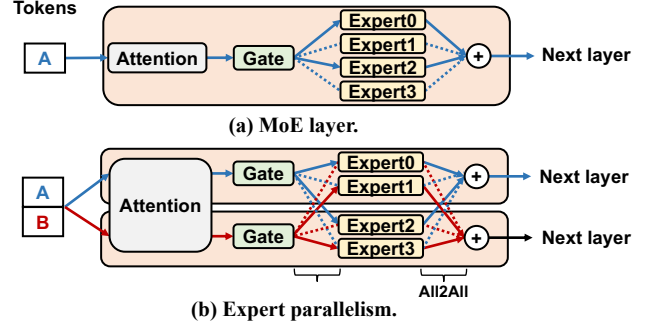 Tokens
A
Attention
Gate
Expert0
Expert1
Expert2
Expert3
+
Next layer
(a) MoE layer.
A
B
Attention
Gate
Gate
Expert0
Expert1
Expert2
Expert3
+
+
Next layer
Next layer
All2All
(b) Expert parallelism.